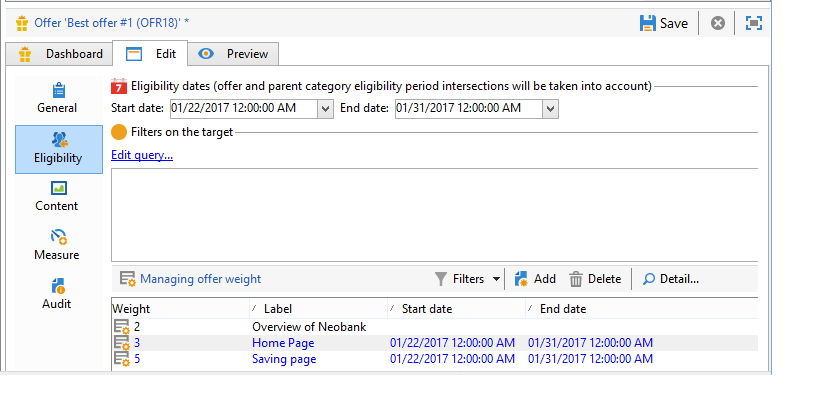 Offer 'Best offer #1 (OFR18)' *
Save
Dashboard
Edit
Preview
General
Eligibility
Content
Measure
Audit
7 Eligibility dates (offer and parent category eligibility period intersections will be taken into account)
Start date: 01/22/2017 12:00:00 AM End date: 01/31/2017 12:00:00 AM
Filters on the target
Edit query...
Managing offer weight
Filters
Add
Delete
Detail...
Weight Label Start date End date
2 Overview of Neobank
3 Home Page 01/22/2017 12:00:00 AM 01/31/2017 12:00:00 AM
5 Saving page 01/22/2017 12:00:00 AM 01/31/2017 12:00:00 AM